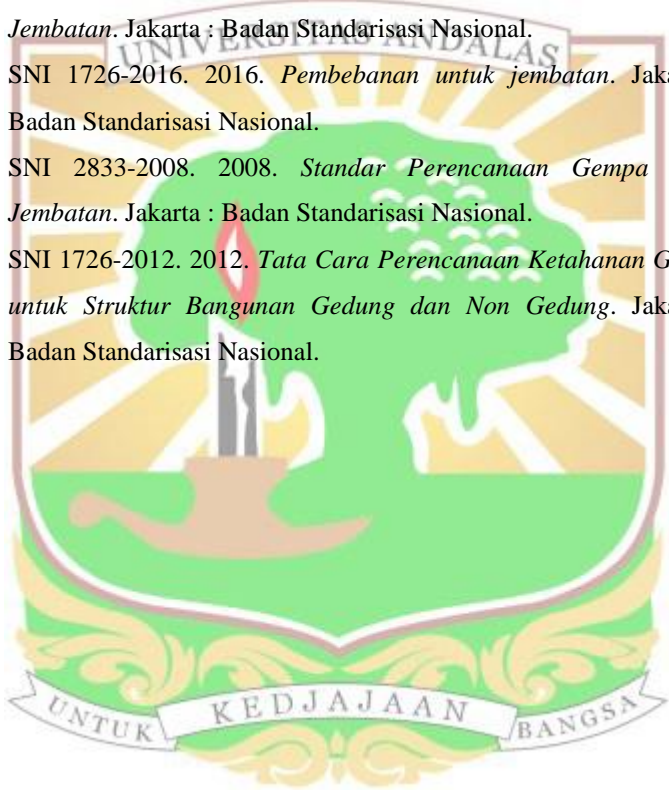 Jembatan. Jakarta : Badan Standarisasi Nasional.
UNIVERSITAS ANDALAS
SNI 1726-2016. 2016. Pembebanan untuk jembatan. Jaka
Badan Standarisasi Nasional.
SNI 2833-2008. 2008. Standar Perencanaan Gempa
Jembatan. Jakarta : Badan Standarisasi Nasional.
SNI 1726-2012. 2012. Tata Cara Perencanaan Ketahanan G
untuk Struktur Bangunan Gedung dan Non Gedung. Jaka
Badan Standarisasi Nasional.
UNTUK KEDJAJAAN BANGSA